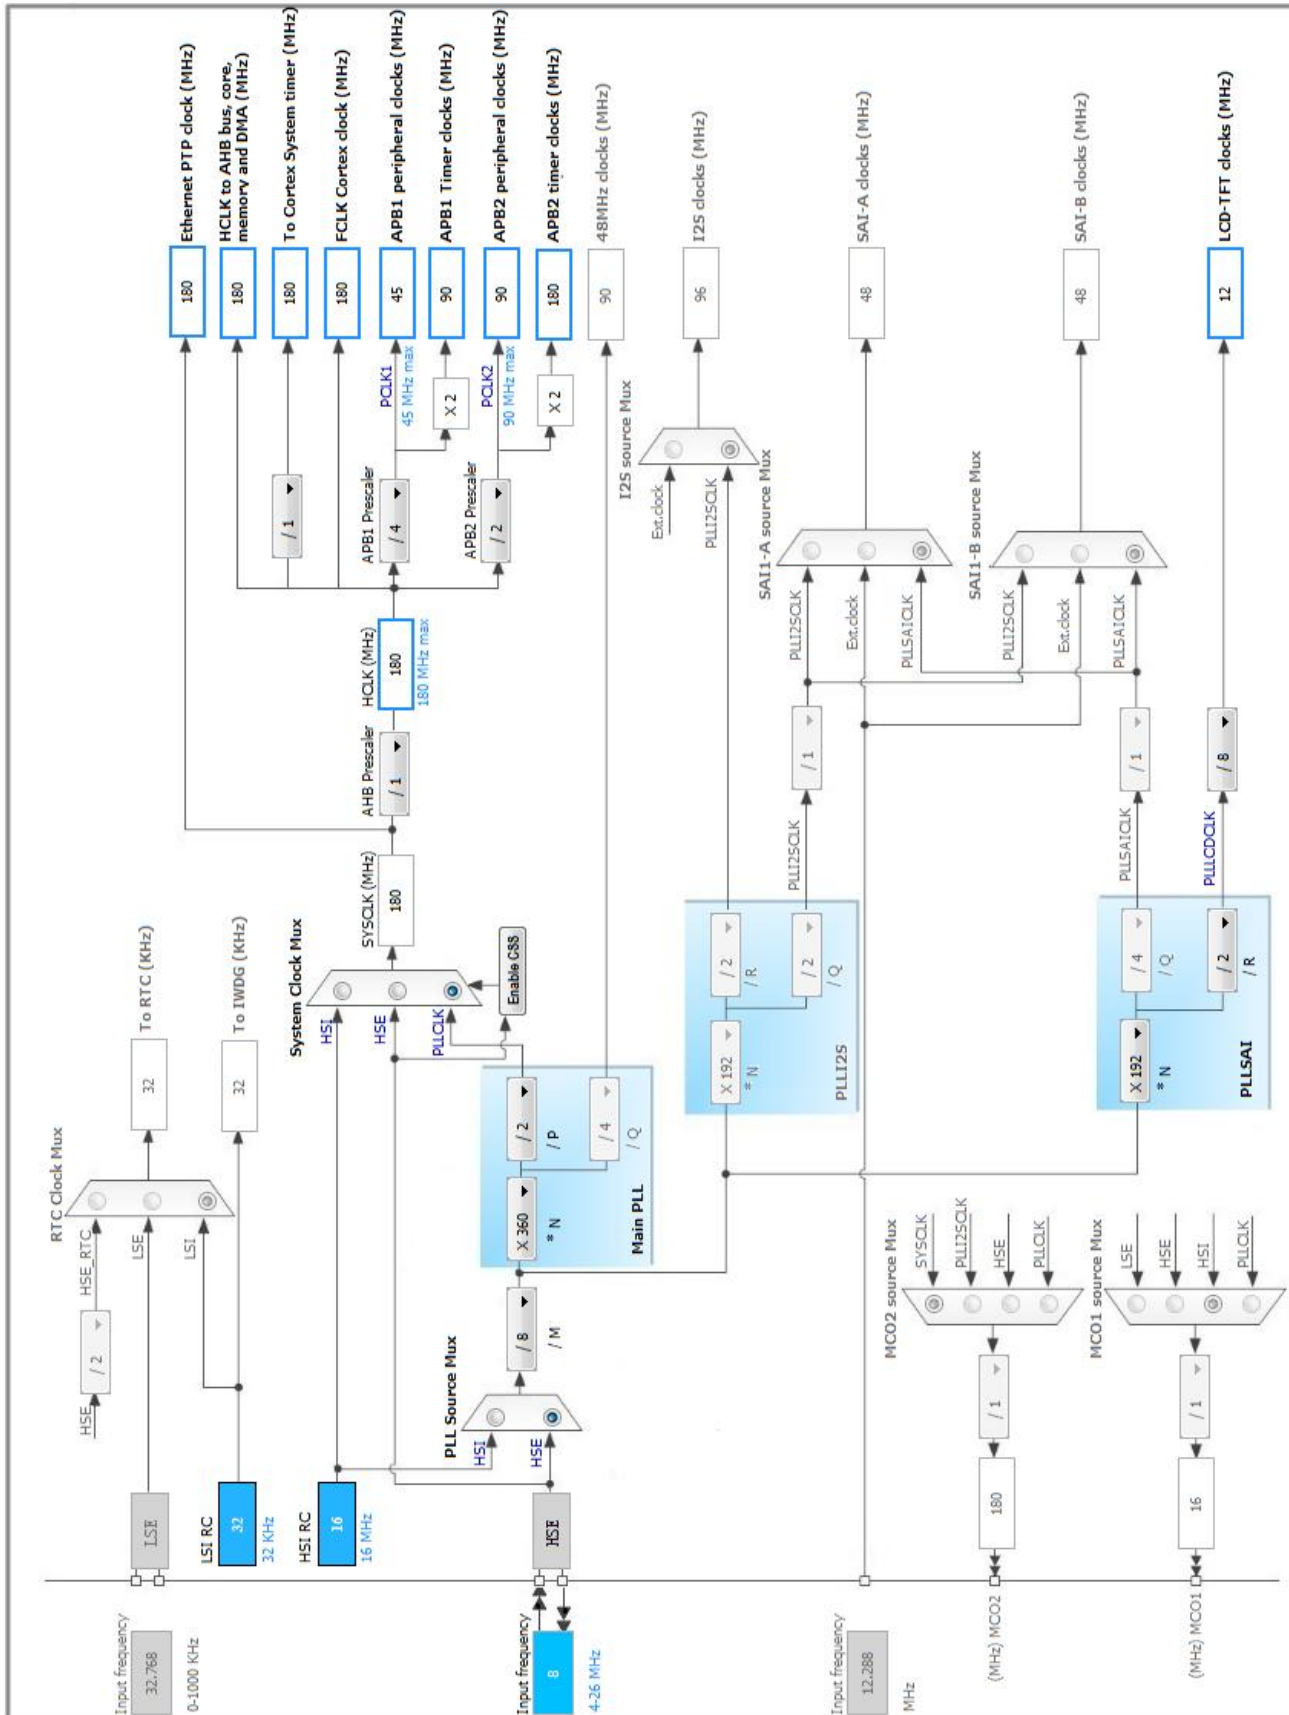 Input frequency
32.768
0-1000 KHz
LSE
LSI RC
32
32 KHz
HSI RC
16
16 MHz
Input frequency
8
4-26 MHz
HSE
Input frequency
12.288
MHz
(MHz) MCO2
(MHz) MCO1
HSE
/ 2
HSE_RTC
RTC Clock Mux
LSE
LSI
32
To RTC (KHz)
32
To IWDG (KHz)
PLL Source Mux
HSI
HSE
/ 8
/ M
X 360
* N
/ 2
/ P
/ 4
/ Q
Main PLL
System Clock Mux
HSI
HSE
PLLCLK
Enable CSS
SYSCLK (MHz)
180
AHB Prescaler
/ 1
HCLK (MHz)
180
180 MHz max
/ 1
APB1 Prescaler
/ 4
PCLK1
45 MHz max
X 2
APB2 Prescaler
/ 2
PCLK2
90 MHz max
X 2
180
Ethernet PTP clock (MHz)
180
HCLK to AHB bus, core,
memory and DMA (MHz)
180
To Cortex System timer (MHz)
180
FCLK Cortex clock (MHz)
45
APB1 peripheral clocks (MHz)
90
APB1 Timer clocks (MHz)
90
APB2 peripheral clocks (MHz)
180
APB2 timer clocks (MHz)
90
48MHz clocks (MHz)
X 192
* N
/ 2
/ R
/ 2
/ Q
PLLI2S
PLLI2SCLK
/ 1
I2S source Mux
Ext.clock
PLLI2SCLK
96
I2S clocks (MHz)
SAI1-A source Mux
PLLI2SCLK
Ext.clock
PLLSAICLK
48
SAI-A clocks (MHz)
SAI1-B source Mux
PLLI2SCLK
Ext.clock
PLLSAICLK
48
SAI-B clocks (MHz)
X 192
* N
/ 4
/ Q
/ 2
/ R
PLLSAI
PLLSAICLK
/ 1
PLLLCDCLK
/ 8
12
LCD-TFT clocks (MHz)
MCO2 source Mux
SYSCLK
PLLI2SCLK
HSE
PLLCLK
/ 1
180
MCO1 source Mux
LSE
HSE
HSI
PLLCLK
/ 1
16